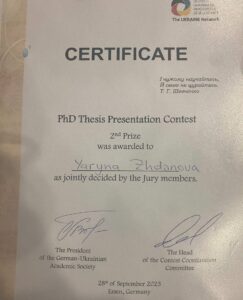 The UKRAINE Network
CERTIFICATE
І чужому научайтесь,
Й свого не цурайтесь.
Т. Г. Шевченко
PhD Thesis Presentation Contest
2nd Prize
was awarded to
Yaryna Zhdanova
as jointly decided by the Jury members.
The President
of the German-Ukrainian
Academic Society
The Head
of the Contest Coordination
Committee
28th of September 2023
Essen, Germany